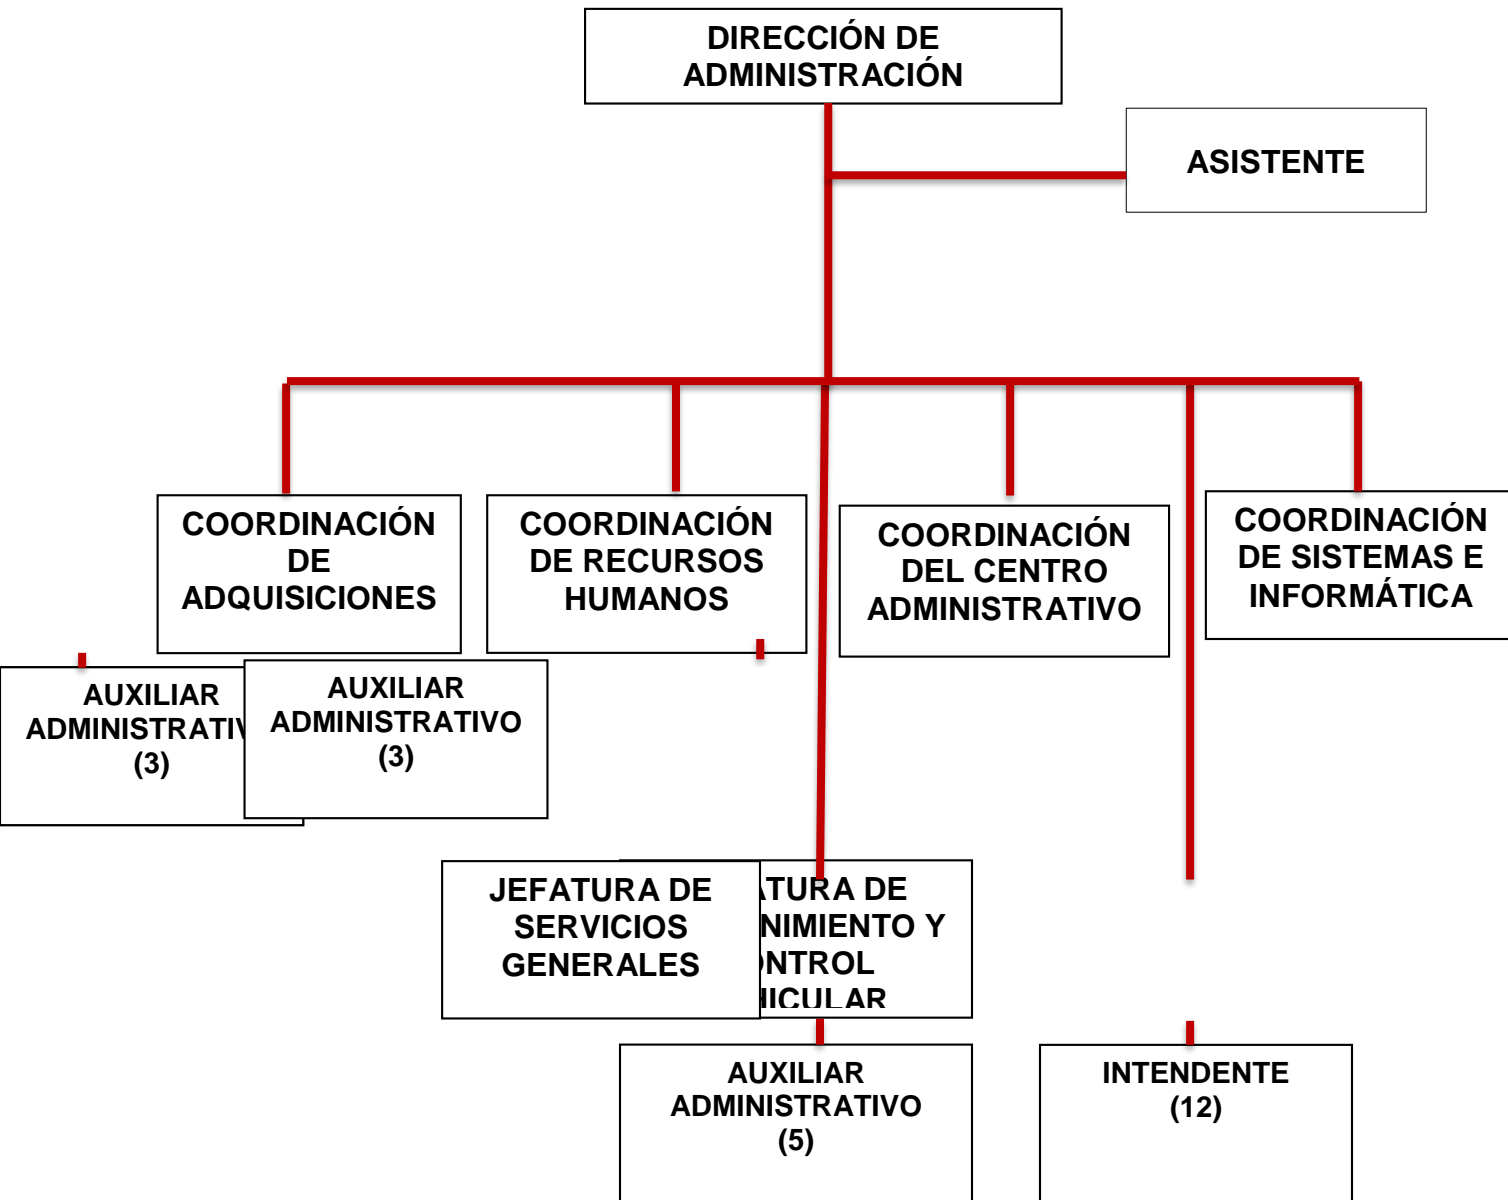 DIRECCIÓN DE
ADMINISTRACIÓN
ASISTENTE
COORDINACIÓN
DE
ADQUISICIONES
COORDINACIÓN
DE RECURSOS
HUMANOS
COORDINACIÓN
DEL CENTRO
ADMINISTRATIVO
COORDINACIÓN
DE SISTEMAS E
INFORMÁTICA
AUXILIAR
(3)
AUXILIAR
ADMINISTRATIVO
(3)
JEFATURA DE
SERVICIOS
GENERALES
DE
Y
AUXILIAR
ADMINISTRATIVO
(5)
INTENDENTE
(12)